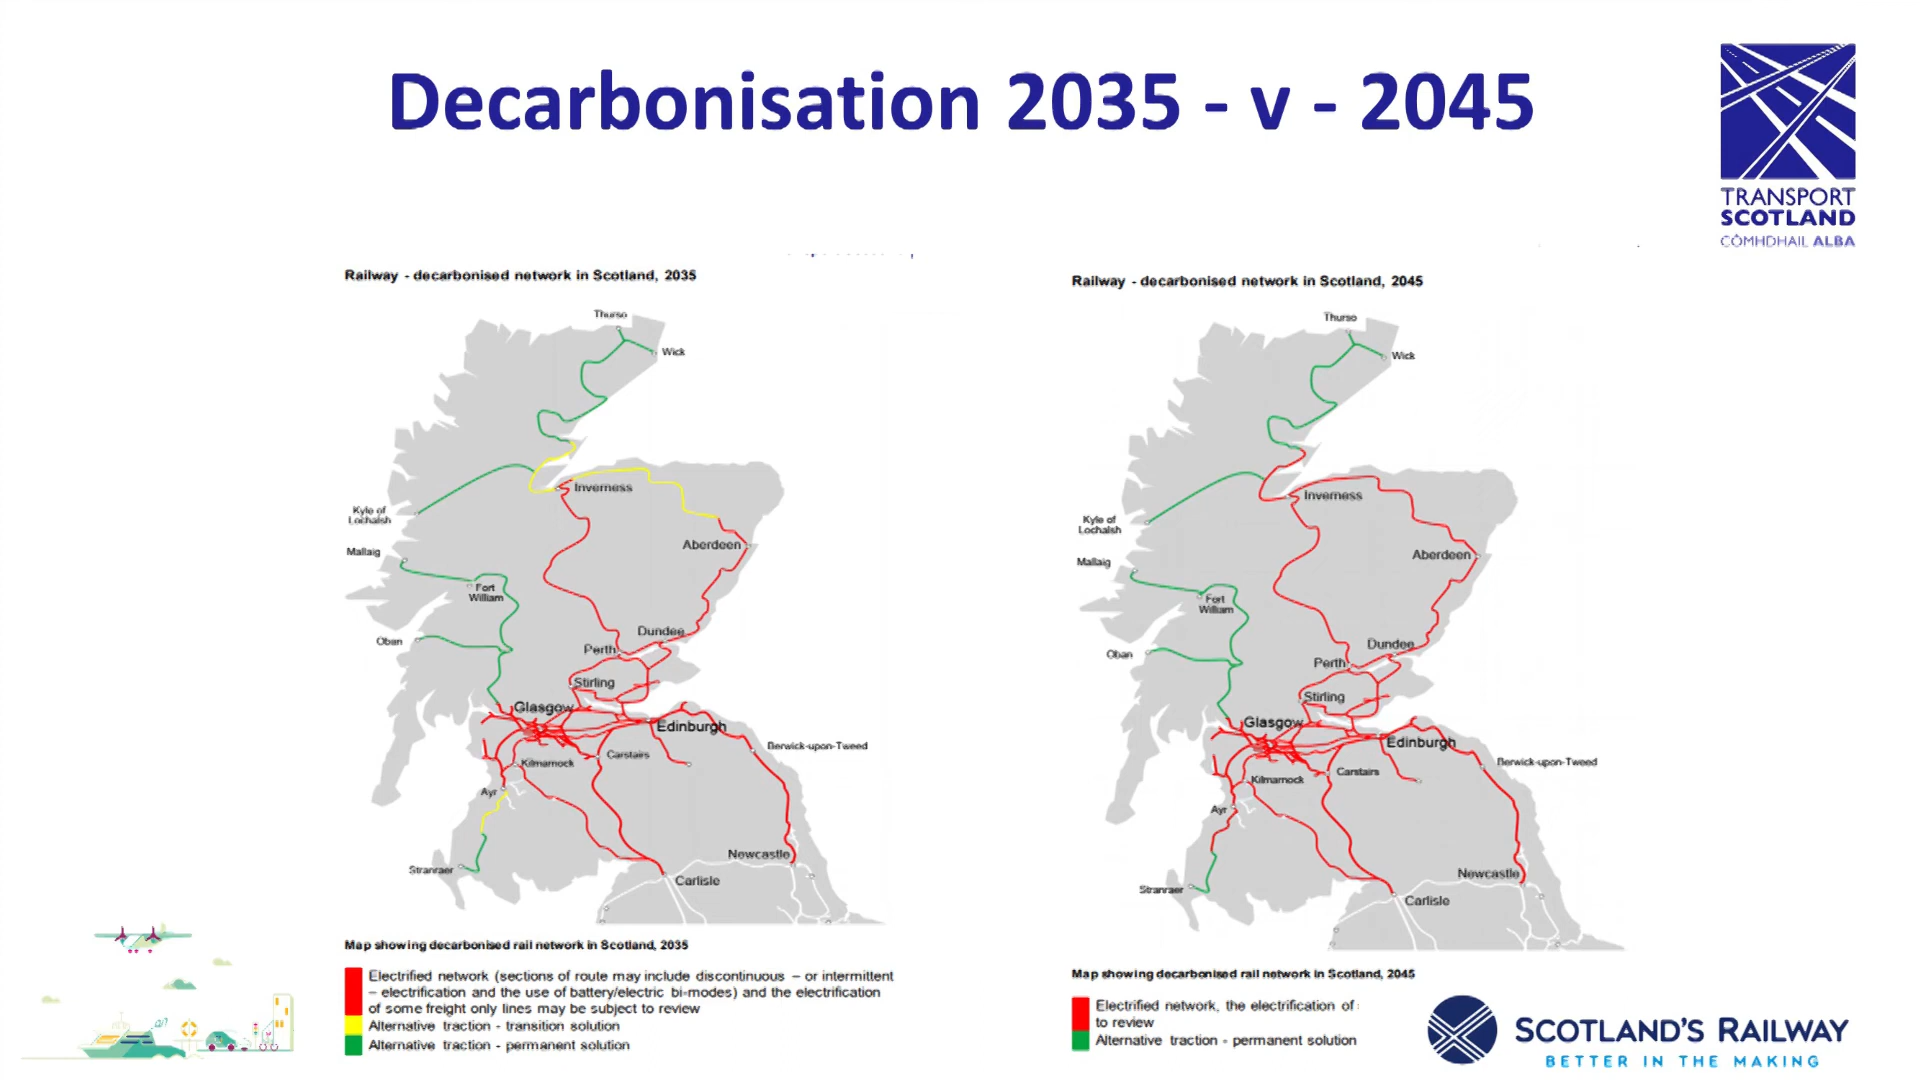 Decarbonisation 2035 - v - 2045
TRANSPORT
SCOTLAND
CÒMHDHAIL ALBA
Railway - decarbonised network in Scotland, 2035
Thurso
Wick
Inverness
Kyle of
Lochalsh
Aberdeen
Mallaig
Fort
William
Dundee
Oban
Perth
Stirling
Glasgow
Edinburgh
Berwick-upon-Tweed
Carstairs
Kilmarnock
Ayr
Newcastle
Stranraer
Carlisle
Map showing decarbonised rail network in Scotland, 2035
Electrified network (sections of route may include discontinuous – or intermittent
– electrification and the use of battery/electric bi-modes) and the electrification
of some freight only lines may be subject to review
Alternative traction - transition solution
Alternative traction - permanent solution
Railway - decarbonised network in Scotland, 2045
Thurso
Wick
Inverness
Kyle of
Lochalsh
Aberdeen
Mallaig
Fort
William
Dundee
Oban
Perth
Stirling
Glasgow
Edinburgh
Berwick-upon-Tweed
Carstairs
Kilmarnock
Ayr
Newcastle
Stranraer
Carlisle
Map showing decarbonised rail network in Scotland, 2045
Electrified network, the electrification of
to review
Alternative traction - permanent solution
SCOTLAND'S RAILWAY
BETTER IN THE MAKING